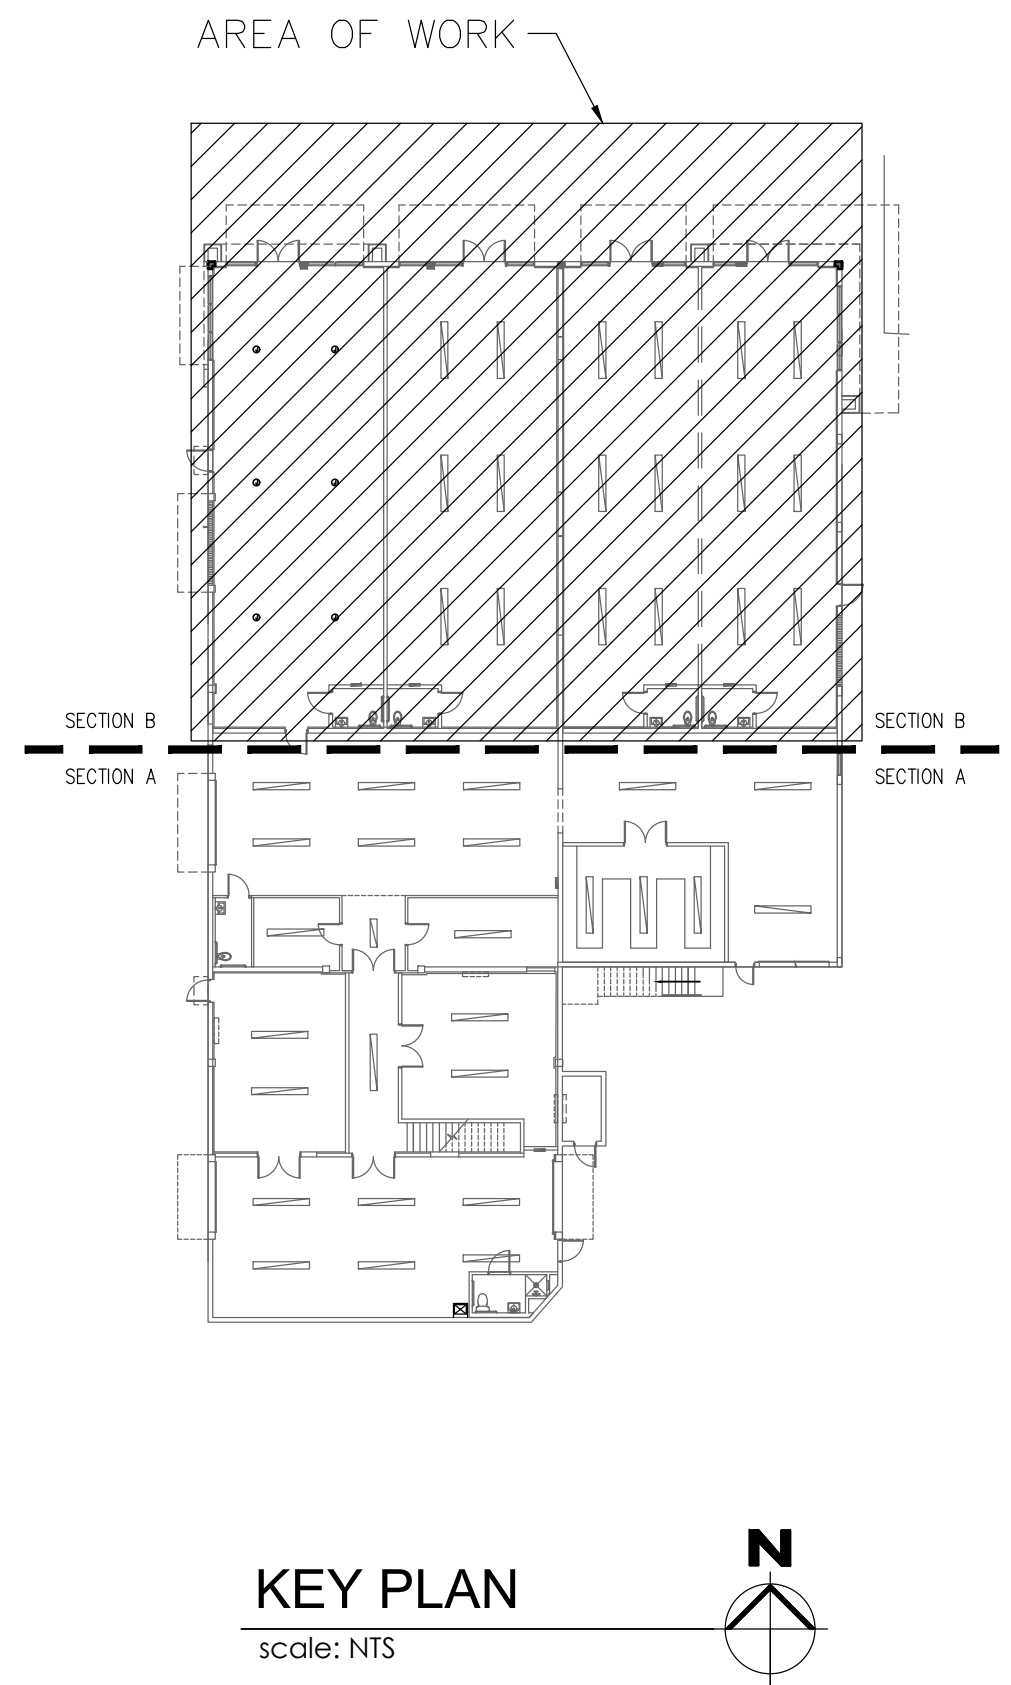 AREA OF WORK
SECTION B
SECTION B
SECTION A
SECTION A
N
KEY PLAN
scale: NTS